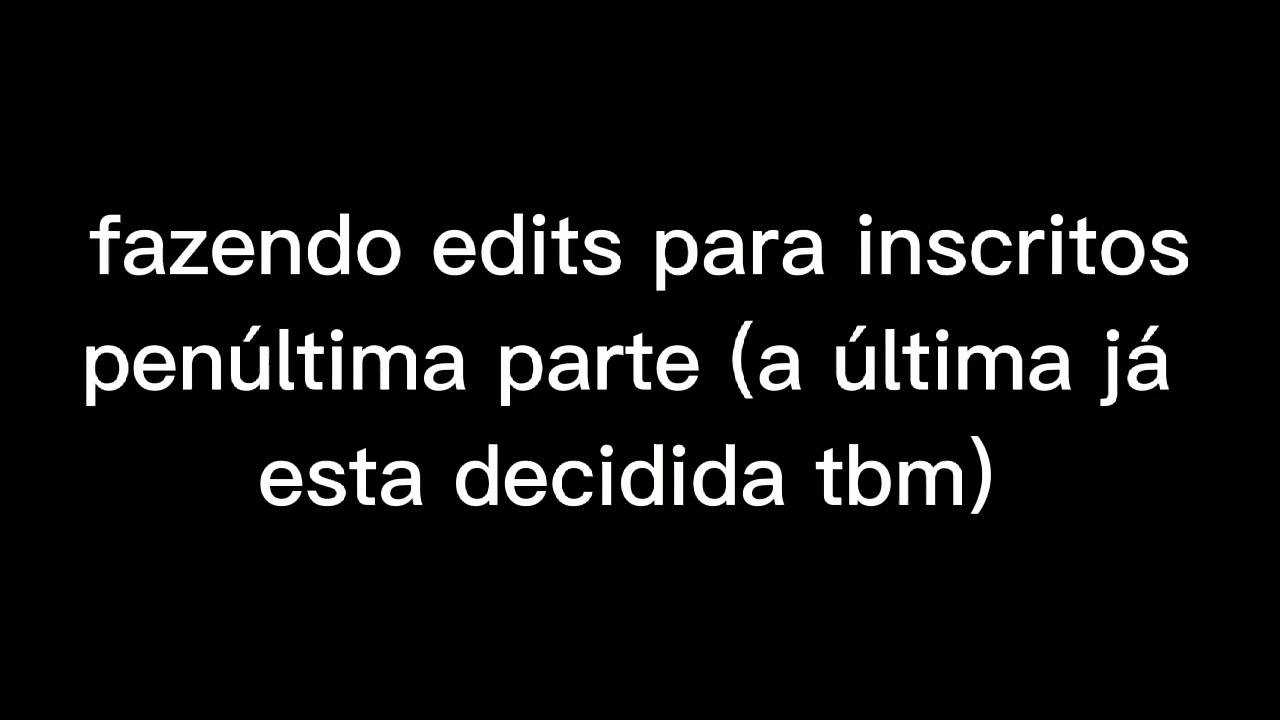 fazendo edits para inscritos
penúltima parte (a última já
esta decidida tbm)